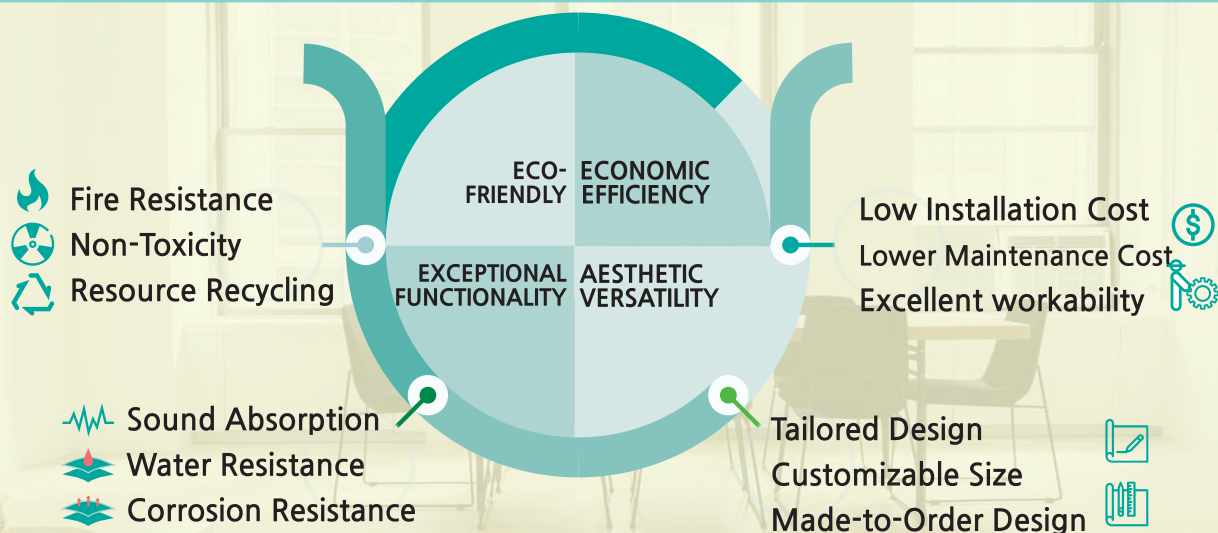 ECO-
FRIENDLY
ECONOMIC
EFFICIENCY
EXCEPTIONAL
FUNCTIONALITY
AESTHETIC
VERSATILITY
Fire Resistance
Non-Toxicity
Resource Recycling
Low Installation Cost
Lower Maintenance Cost
Excellent workability
Sound Absorption
Water Resistance
Corrosion Resistance
Tailored Design
Customizable Size
Made-to-Order Design